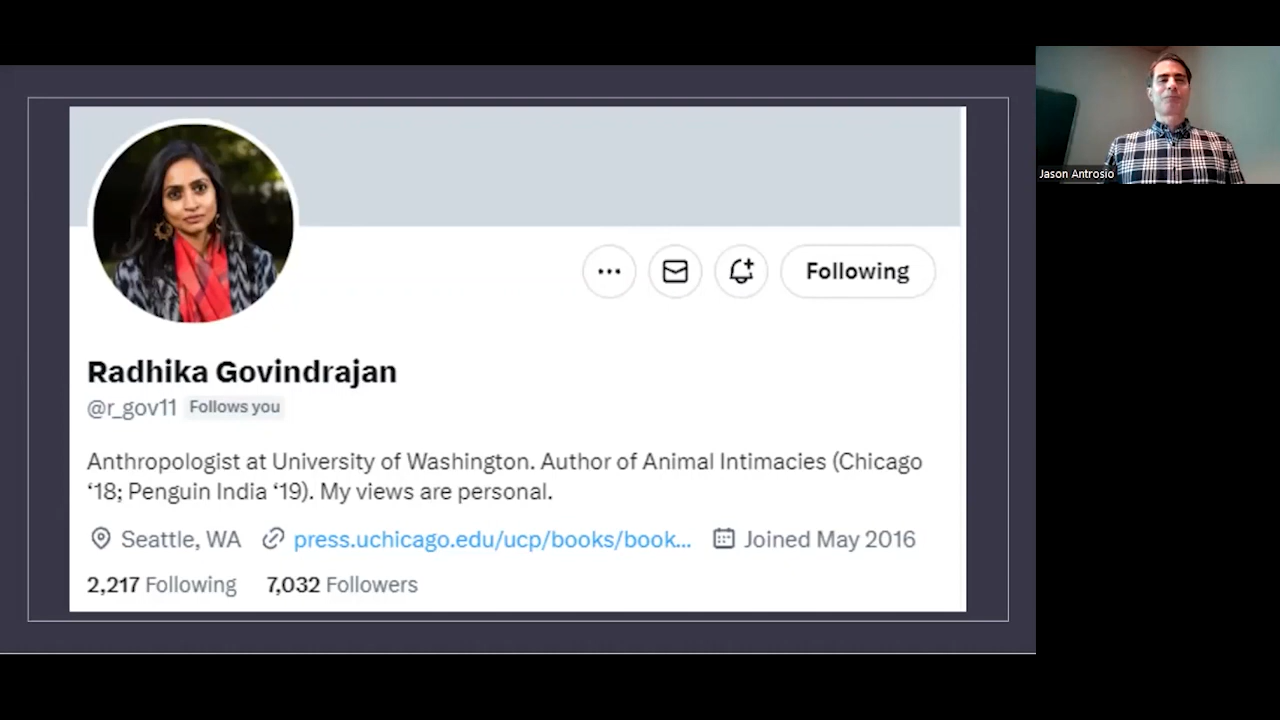 Jason Antrosio
Following
Radhika Govindrajan
@r_gov11 Follows you
Anthropologist at University of Washington. Author of Animal Intimacies (Chicago
‘18; Penguin India ‘19). My views are personal.
Seattle, WA press.uchicago.edu/ucp/books/book... Joined May 2016
2,217 Following 7,032 Followers